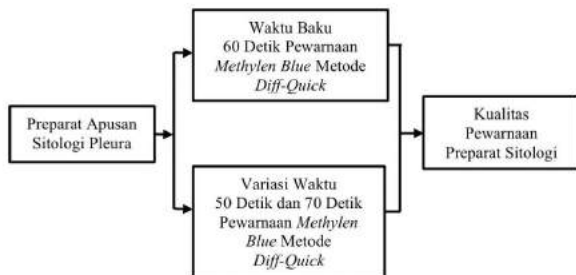 Waktu Baku
60 Detik Pewarnaan
Methylen Blue Metode
Diff-Quick
Preparat Apusan
Sitologi Pleura
Kualitas
Pewarnaan
Preparat Sitologi
Variasi Waktu
50 Detik dan 70 Detik
Pewarnaan Methylen
Blue Metode
Diff-Quick